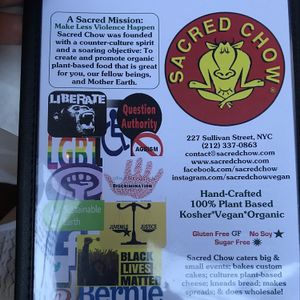 A Sacred Mission:
Make Less Violence Happen
Sacred Chow was founded
with a counter-culture spirit
and a soaring objective: To
create and promote organic
plant-based food that is
great for you, our fellow beings,
and Mother Earth.
LIBERATE
Question
Authority
AGEISM
LGBT
DISCRIMINATION
JUVENILE JUSTICE
BLACK
LIVES
MATTER
Bernie
SACRED CHOW
227 Sullivan Street, NYC
(212) 337-0863
contact@sacredchow.com
www.sacredchow.com
facebook.com/sacredchow
instagram.com/sacredchowvegan
Hand-Crafted
100% Plant Based
Kosher*Vegan*Organic
Gluten Free GF No Soy
Sugar Free
Sacred Chow caters big &
small events; bakes custom
cakes; cultures plant-based
cheese; kneads bread; makes
spreads; & does wholesale!